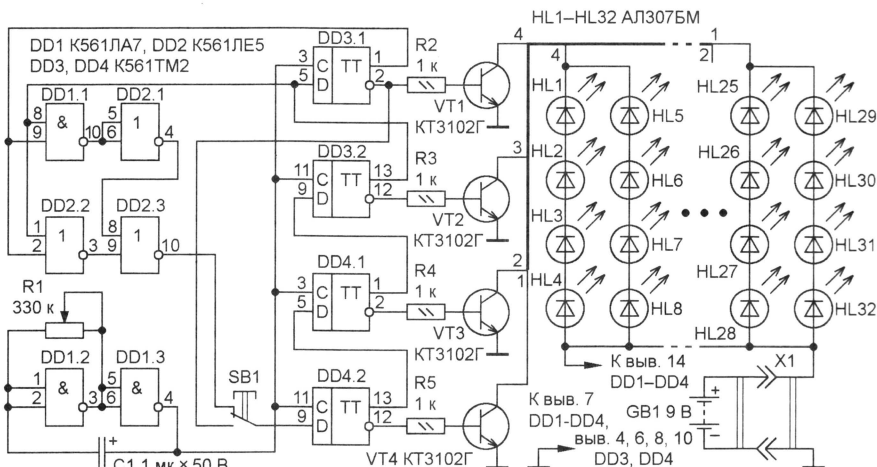 HL1–HL32 АЛ307БМ
DD1 К561ЛА7, DD2 К561ЛЕ5
DD3, DD4 К561ТМ2
DD3.1
R2
1 к
3 C TT 1
5 D 2
VT1
КТ3102Г
4
4
1
2
DD1.1 DD2.1
8 & 5 1
9 10 6 4
HL1
HL5
HL25
HL29
DD3.2
R3
1 к
11 C TT 13
9 D 12
VT2
КТ3102Г
3
HL2
HL6
HL26
HL30
DD2.2 DD2.3
1 1 8 1
2 3 9 10
HL3
HL7
HL27
HL31
DD4.1
R4
1 к
3 C TT 1
5 D 2
VT3
КТ3102Г
2
1
HL4
HL8
HL28
HL32
R1
330 к
DD1.2 DD1.3
1 & 5 &
2 3 6 4
SB1
DD4.2
R5
1 к
11 C TT 13
9 D 12
VT4 КТ3102Г
+
С1 1 мк × 50 В
К выв. 14
DD1–DD4
X1
К выв. 7
DD1-DD4,
выв. 4, 6, 8, 10
DD3, DD4
GB1 9 В
+
–